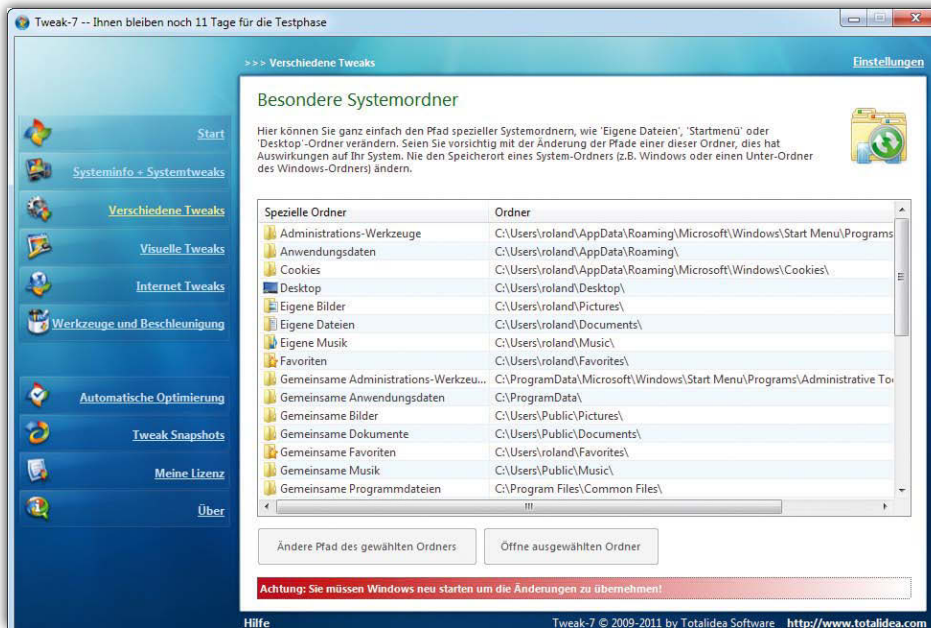 Tweak-7 -- Ihnen bleiben noch 11 Tage für die Testphase
>>> Verschiedene Tweaks
Einstellungen
Start
Systeminfo + Systemtweaks
Verschiedene Tweaks
Visuelle Tweaks
Internet Tweaks
Werkzeuge und Beschleunigung
Automatische Optimierung
Tweak Snapshots
Meine Lizenz
Über
Besondere Systemordner
Hier können Sie ganz einfach den Pfad spezieller Systemordnern, wie 'Eigene Dateien', 'Startmenü' oder
'Desktop'-Ordner verändern. Seien Sie vorsichtig mit der Änderung der Pfade einer dieser Ordner, dies hat
Auswirkungen auf Ihr System. Nie den Speicherort eines System-Ordners (z.B. Windows oder einen Unter-Ordner
des Windows-Ordners) ändern.
Spezielle Ordner Ordner
Administrations-Werkzeuge C:\Users\roland\AppData\Roaming\Microsoft\Windows\Start Menu\Programs
Anwendungsdaten C:\Users\roland\AppData\Roaming\
Cookies C:\Users\roland\AppData\Roaming\Microsoft\Windows\Cookies\
Desktop C:\Users\roland\Desktop\
Eigene Bilder C:\Users\roland\Pictures\
Eigene Dateien C:\Users\roland\Documents\
Eigene Musik C:\Users\roland\Music\
Favoriten C:\Users\roland\Favorites\
Gemeinsame Administrations-Werkzeu... C:\ProgramData\Microsoft\Windows\Start Menu\Programs\Administrative To
Gemeinsame Anwendungsdaten C:\ProgramData\
Gemeinsame Bilder C:\Users\Public\Pictures\
Gemeinsame Dokumente C:\Users\Public\Documents\
Gemeinsame Favoriten C:\Users\roland\Favorites\
Gemeinsame Musik C:\Users\Public\Music\
Gemeinsame Programmdateien C:\Program Files\Common Files\
Ändere Pfad des gewählten Ordners
Öffne ausgewählten Ordner
Achtung: Sie müssen Windows neu starten um die Änderungen zu übernehmen!
Hilfe
Tweak-7 © 2009-2011 by Totalidea Software http://www.totalidea.com